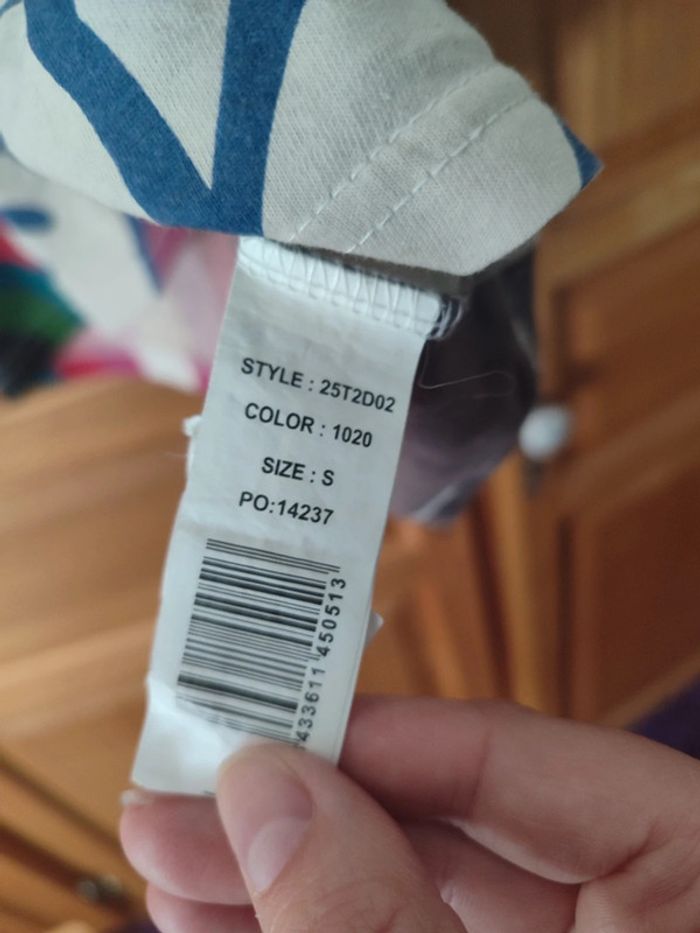 STYLE : 25T2D02
COLOR : 1020
SIZE : S
PO:14237
433611 450513